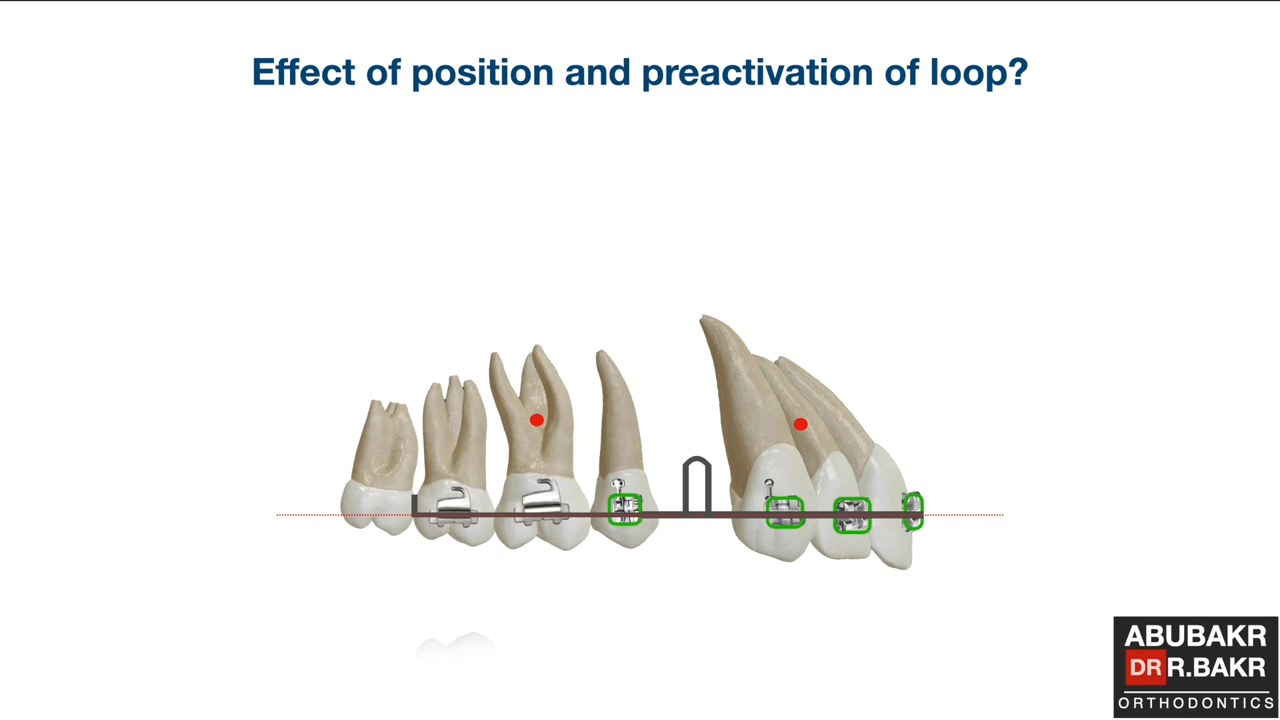 Effect of position and preactivation of loop?
ABUBAKR
DR R.BAKR
ORTHODONTICS